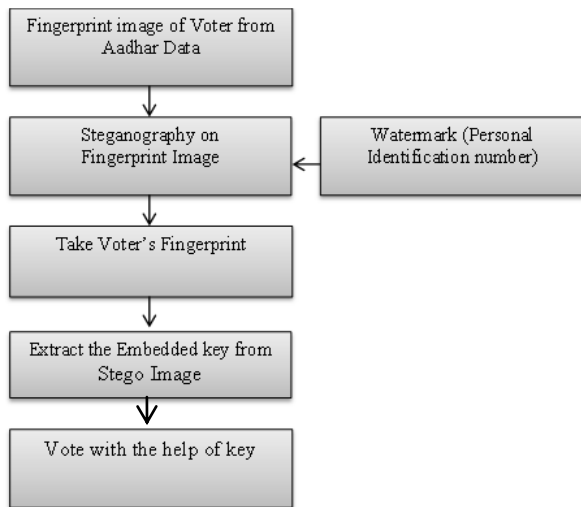 Fingerprint image of Voter from
Aadhar Data
Steganography on
Fingerprint Image
Watermark (Personal
Identification number)
Take Voter’s Fingerprint
Extract the Embedded key from
Stego Image
Vote with the help of key